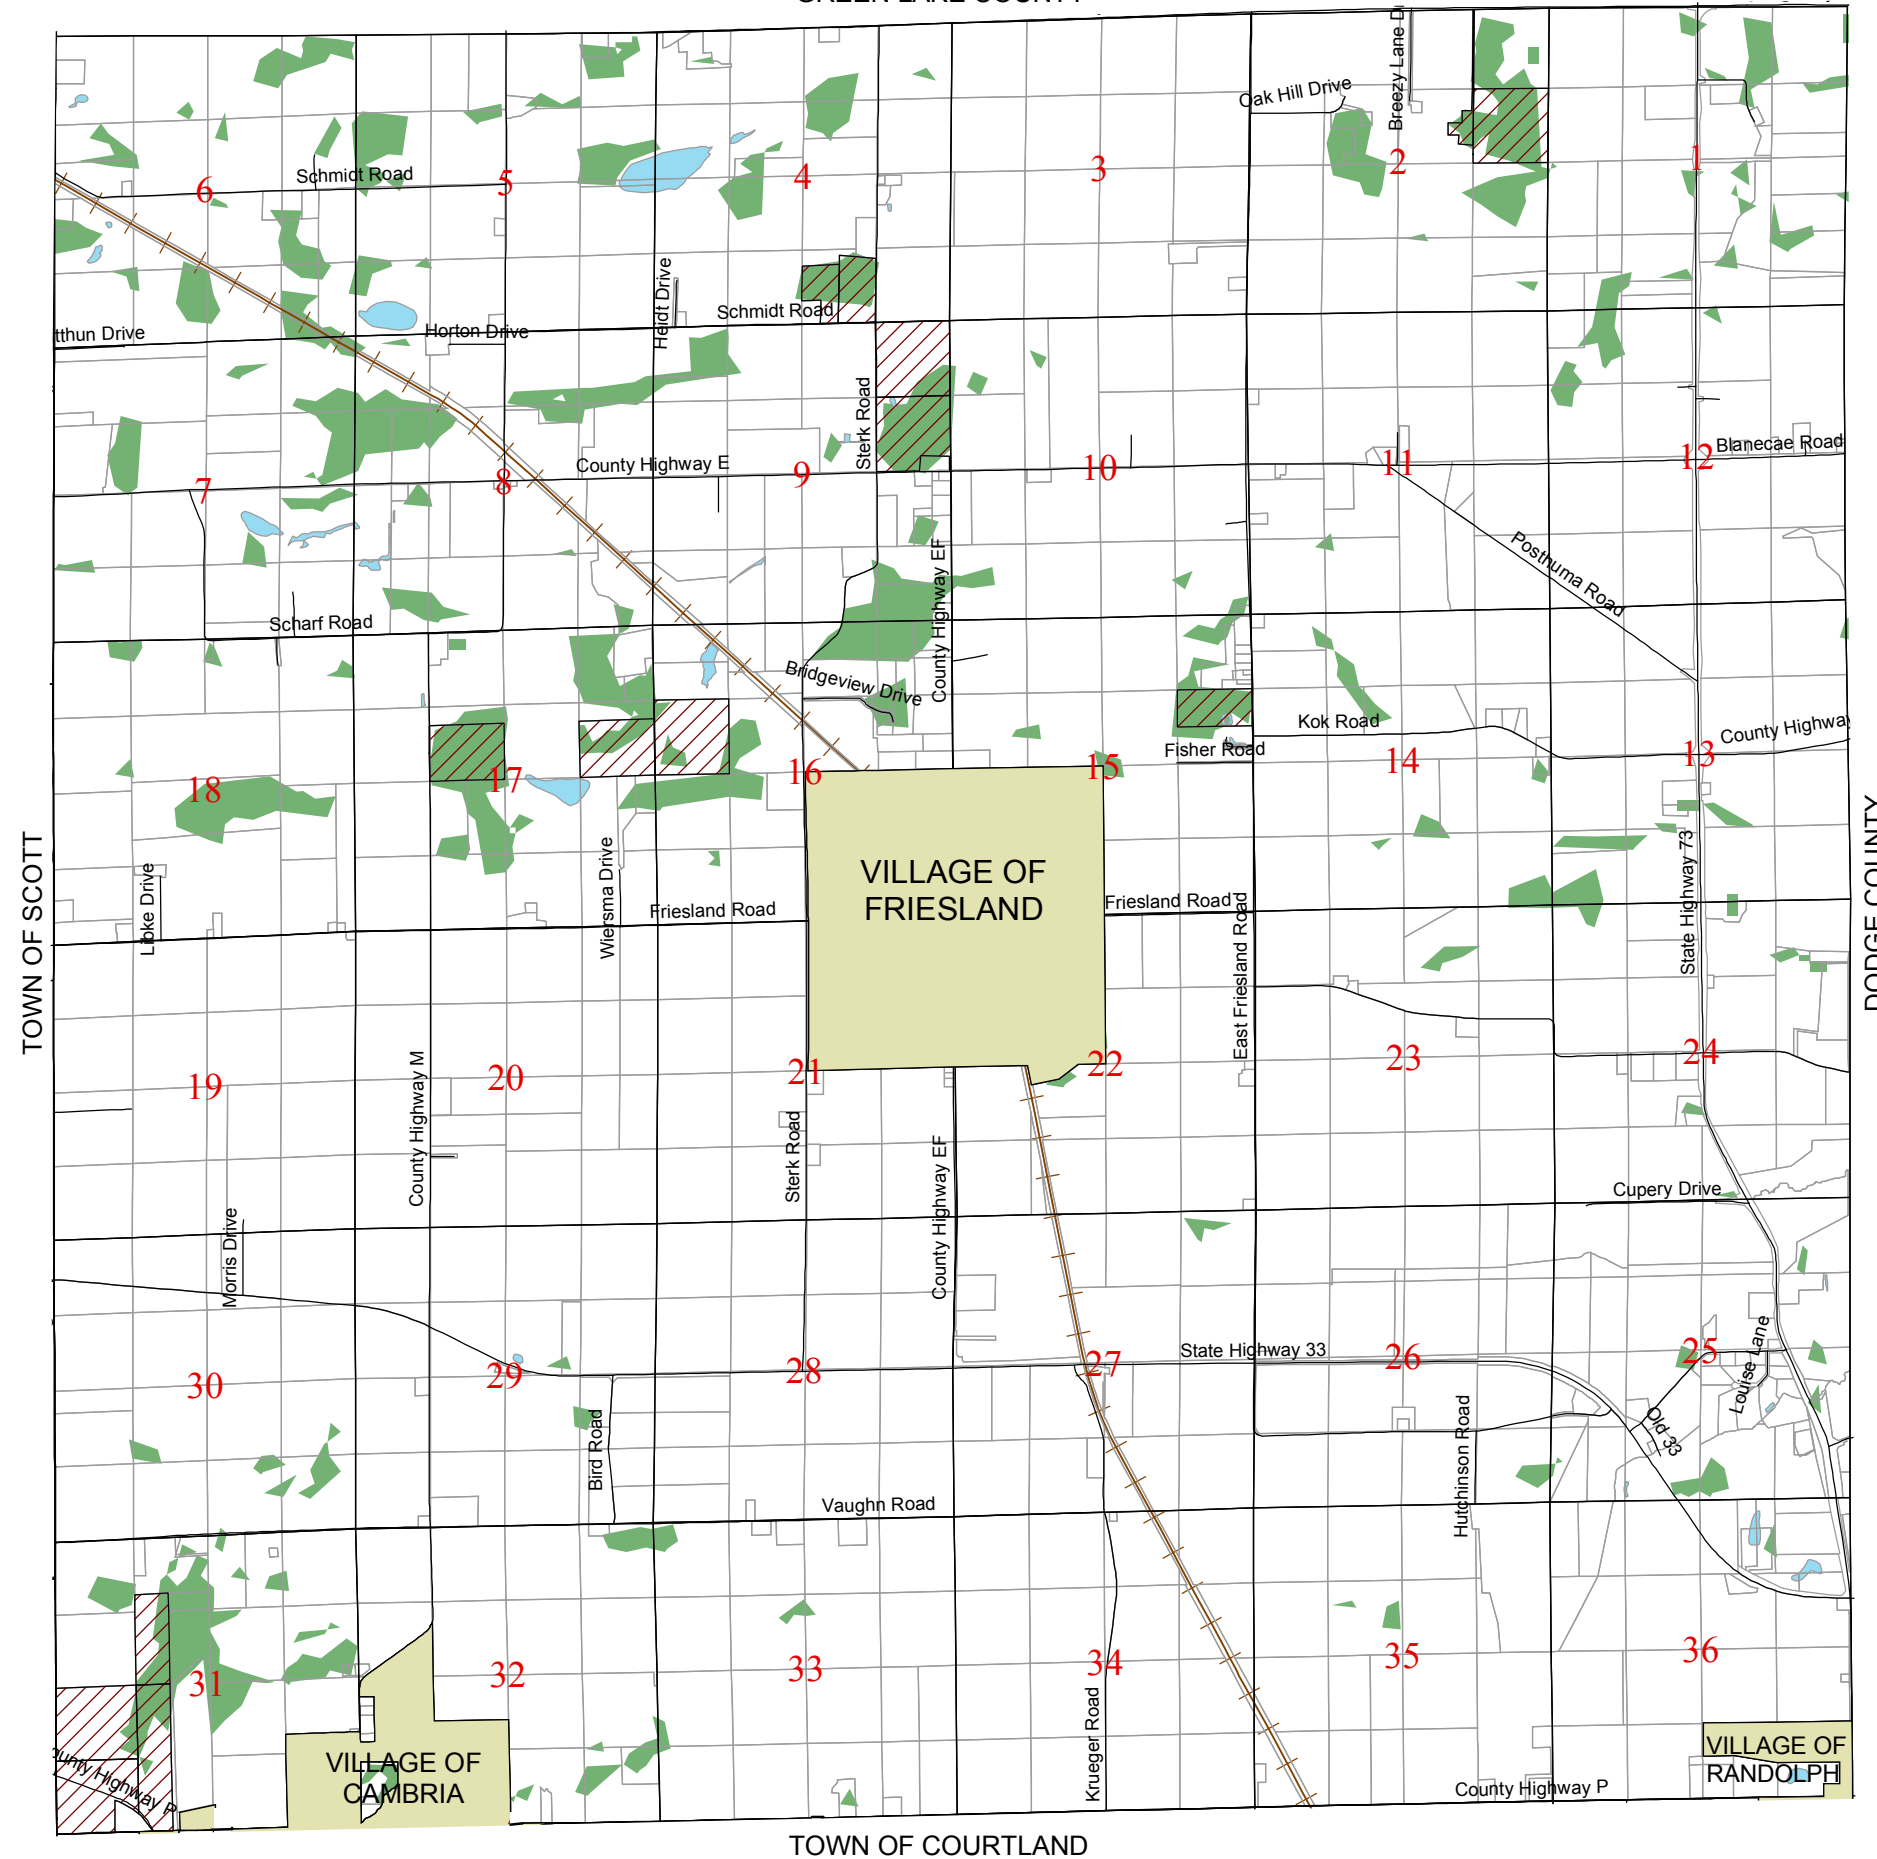 GREEN LAKE COUNTY
Oak Hill Drive
Breezy Lane
6
Schmidt Road
5
4
3
2
1
tthun Drive
Horton Drive
Heidt Drive
Schmidt Road
Sterk Road
7
8
County Highway E
9
10
11
12
Blanecae Road
Scharf Road
County Highway EF
Posthuma Road
Bridgeview Drive
Kok Road
Fisher Road
County Highway
18
17
16
15
14
13
TOWN OF SCOTT
Libke Drive
Wiersma Drive
Friesland Road
VILLAGE OF
FRIESLAND
Friesland Road
East Friesland Road
State Highway 73
DODGE COUNTY
19
County Highway M
20
21
22
23
24
Sterk Road
County Highway EF
Cupery Drive
Morris Drive
30
29
28
27
State Highway 33
26
25
Louise Lane
Bird Road
Vaughn Road
Hutchinson Road
Old 33
31
32
33
34
35
36
Krueger Road
ounty Highway P
VILLAGE OF
CAMBRIA
County Highway P
VILLAGE OF
RANDOLPH
TOWN OF COURTLAND